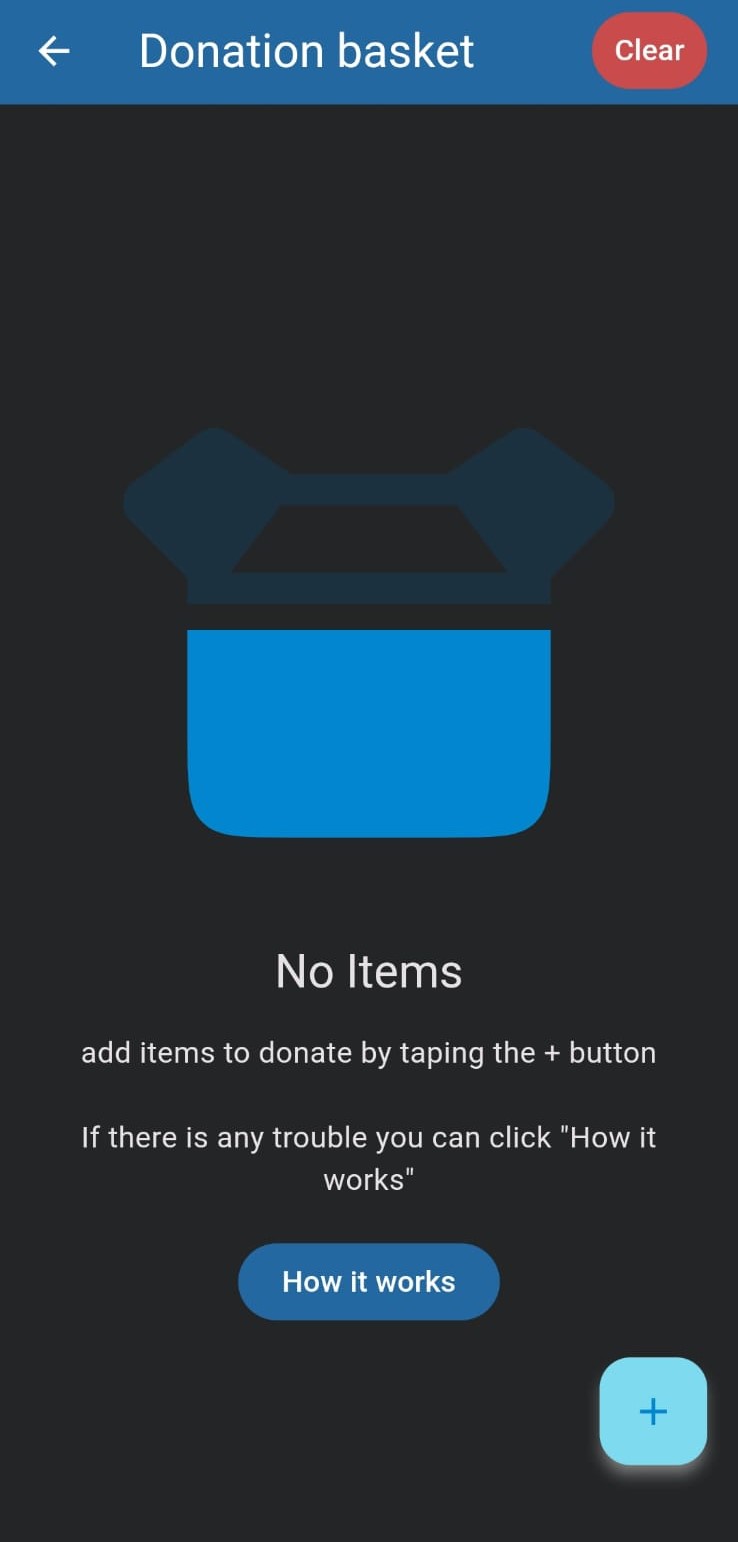 Donation basket
Clear
No Items
add items to donate by taping the + button
If there is any trouble you can click "How it
works"
How it works
+